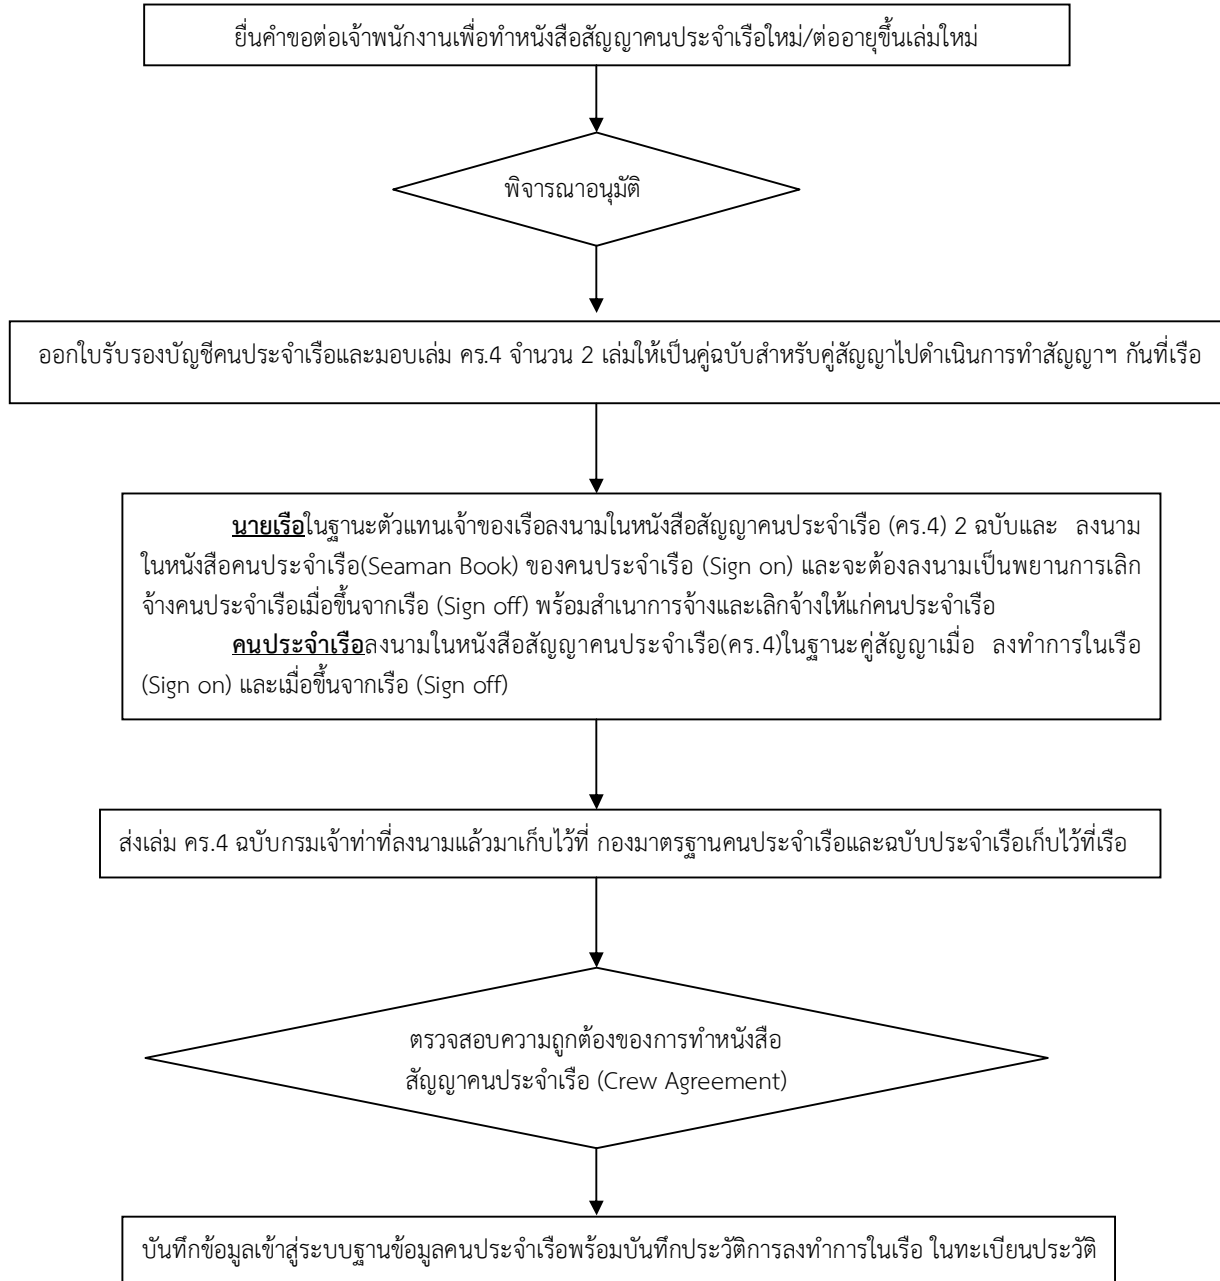 ยื่นคำขอต่อเจ้าพนักงานเพื่อทำหนังสือสัญญาคนประจำเรือใหม่/ต่ออายุขึ้นเล่มใหม่
พิจารณาอนุมัติ
ออกใบรับรองบัญชีคนประจำเรือและมอบเล่ม คร.4 จำนวน 2 เล่มให้เป็นคู่ฉบับสำหรับคู่สัญญาไปดำเนินการทำสัญญาฯ กันที่เรือ
นายเรือในฐานะตัวแทนเจ้าของเรือลงนามในหนังสือสัญญาคนประจำเรือ (คร.4) 2 ฉบับและ ลงนาม
ในหนังสือคนประจำเรือ(Seaman Book) ของคนประจำเรือ (Sign on) และจะต้องลงนามเป็นพยานการเลิก
จ้างคนประจำเรือเมื่อขึ้นจากเรือ (Sign off) พร้อมสำเนาการจ้างและเลิกจ้างให้แก่คนประจำเรือ
คนประจำเรือลงนามในหนังสือสัญญาคนประจำเรือ(คร.4)ในฐานะคู่สัญญาเมื่อ ลงทำการในเรือ
(Sign on) และเมื่อขึ้นจากเรือ (Sign off)
ส่งเล่ม คร.4 ฉบับกรมเจ้าท่าที่ลงนามแล้วมาเก็บไว้ที่ กองมาตรฐานคนประจำเรือและฉบับประจำเรือเก็บไว้ที่เรือ
ตรวจสอบความถูกต้องของการทำหนังสือ
สัญญาคนประจำเรือ (Crew Agreement)
บันทึกข้อมูลเข้าสู่ระบบฐานข้อมูลคนประจำเรือพร้อมบันทึกประวัติการลงทำการในเรือ ในทะเบียนประวัติ